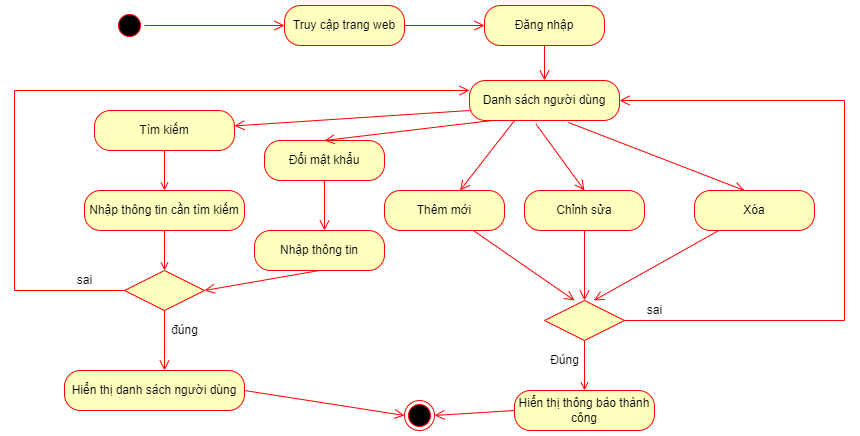 Truy cập trang web
Đăng nhập
Danh sách người dùng
Tìm kiếm
Đổi mật khẩu
Nhập thông tin cần tìm kiếm
Thêm mới
Chỉnh sửa
Xóa
Nhập thông tin
sai
sai
đúng
Đúng
Hiển thị danh sách người dùng
Hiển thị thông báo thành
công